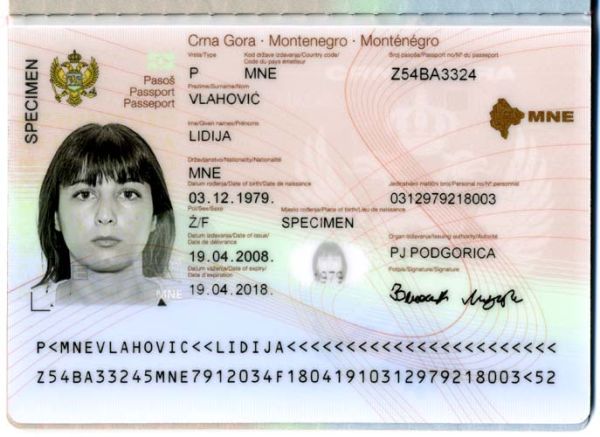 SPECIMEN
Crna Gora · Montenegro · Monténégro
Pasoš
Passport
Passeport
Vrsta/Type
Kod države izdavanja/Country code/
Code du pays émetteur
Broj pasoša/Passport no/Nº du passeport
P MNE Z54BA3324
Prezime/Surname/Nom
VLAHOVIĆ
Ime/Given names/Prénoms
LIDIJA
MNE
Državljanstvo/Nationality/Nationalité
MNE
Datum rođenja/Date of birth/Date de naissance
Jedinstveni matični broj/Personal no/Nº personnel
03.12.1979. 0312979218003
Pol/Sex/Sexe
Mjesto rođenja/Place of birth/Lieu de naissance
Ž/F SPECIMEN
Datum izdavanja/Date of issue/
Date de délivrance
Organ izdavanja/Issuing authority/Autorité
19.04.2008. PJ PODGORICA
Datum važenja/Date of expiry/
Date d'expiration
Potpis/Signature/Signature
19.04.2018.
MNE
P<MNEVLAHOVIC<<LIDIJA<<<<<<<<<<<<<<<<<<<<<<<
Z54BA33245MNE7912034F1804191031297921​8003<52